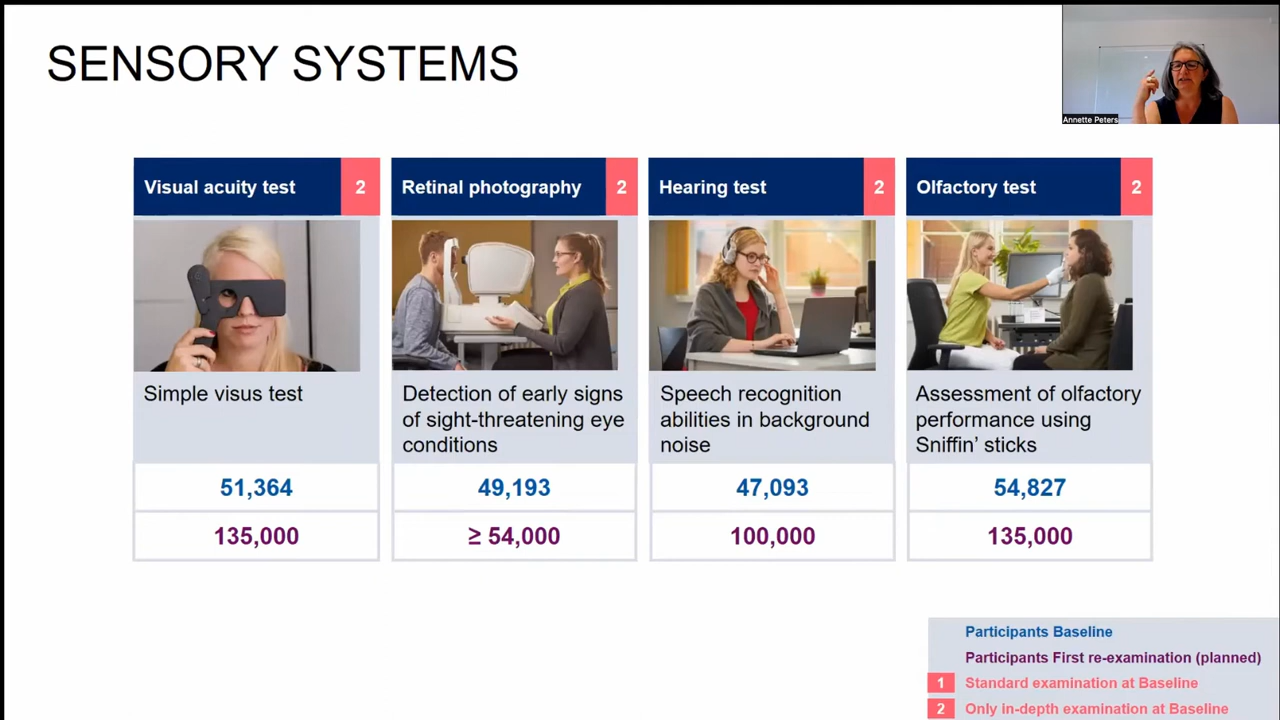 SENSORY SYSTEMS
Annette Peters
Visual acuity test 2
Retinal photography 2
Hearing test 2
Olfactory test 2
Simple visus test
Detection of early signs
of sight-threatening eye
conditions
Speech recognition
abilities in background
noise
Assessment of olfactory
performance using
Sniffin’ sticks
51,364
49,193
47,093
54,827
135,000
≥ 54,000
100,000
135,000
Participants Baseline
Participants First re-examination (planned)
1 Standard examination at Baseline
2 Only in-depth examination at Baseline